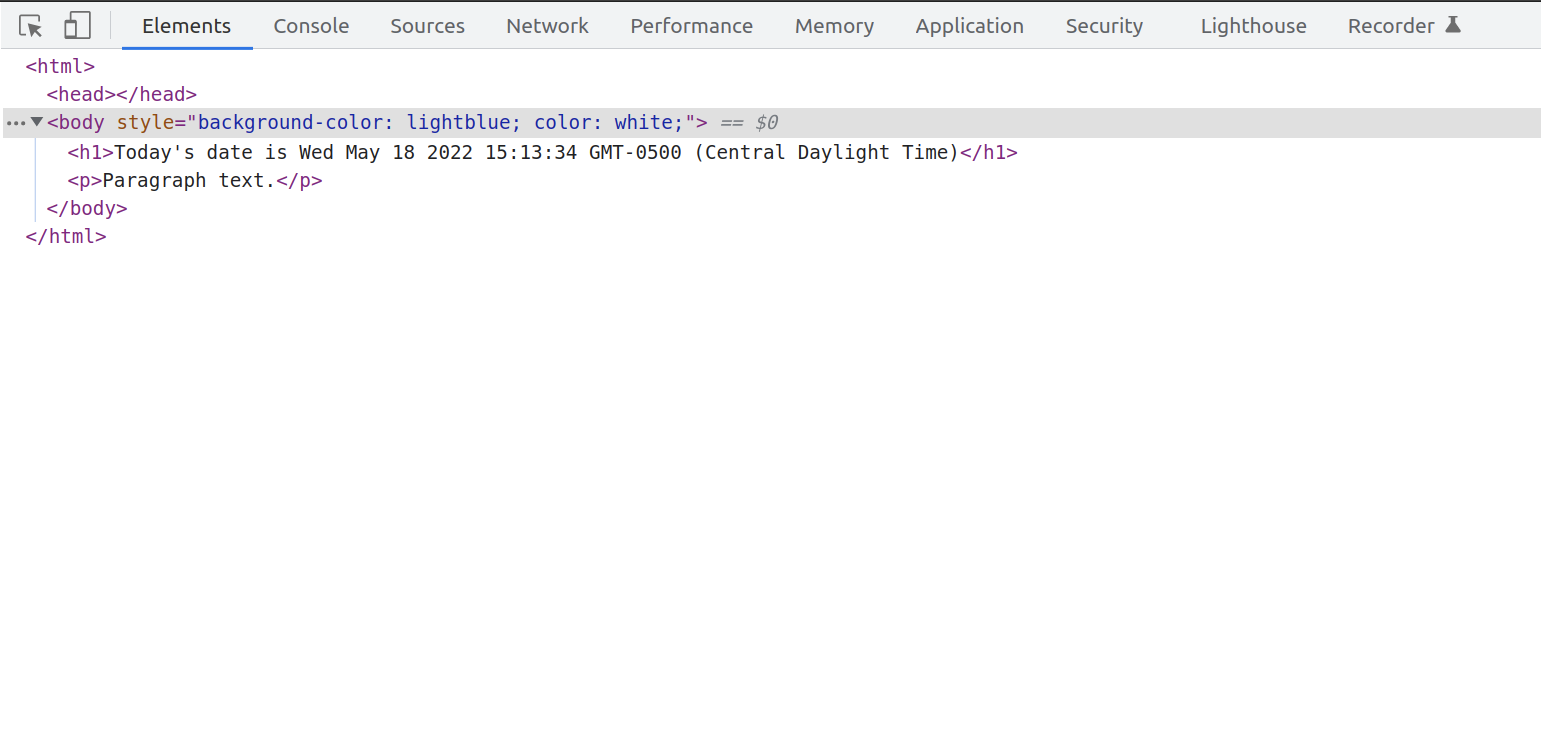 Elements Console Sources Network Performance Memory Application Security Lighthouse Recorder
<html>
<head></head>
<body style="background-color: lightblue; color: white;"> == $0
<h1>Today's date is Wed May 18 2022 15:13:34 GMT-0500 (Central Daylight Time)</h1>
<p>Paragraph text.</p>
</body>
</html>